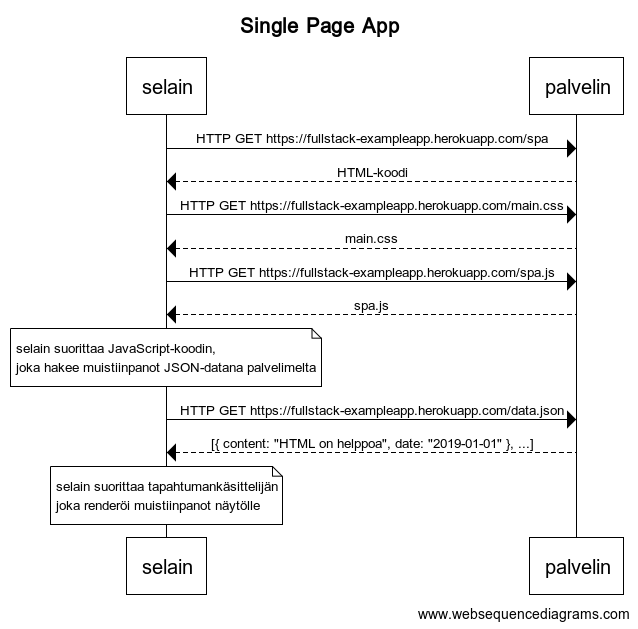 Single Page App
selain
palvelin
HTTP GET https://fullstack-exampleapp.herokuapp.com/spa
HTML-koodi
HTTP GET https://fullstack-exampleapp.herokuapp.com/main.css
main.css
HTTP GET https://fullstack-exampleapp.herokuapp.com/spa.js
spa.js
selain suorittaa JavaScript-koodin,
joka hakee muistiinpanot JSON-datana palvelimelta
HTTP GET https://fullstack-exampleapp.herokuapp.com/data.json
[{ content: "HTML on helppoa", date: "2019-01-01" }, ...]
selain suorittaa tapahtumankäsittelijän
joka renderöi muistiinpanot näytölle
selain
palvelin
www.websequencediagrams.com